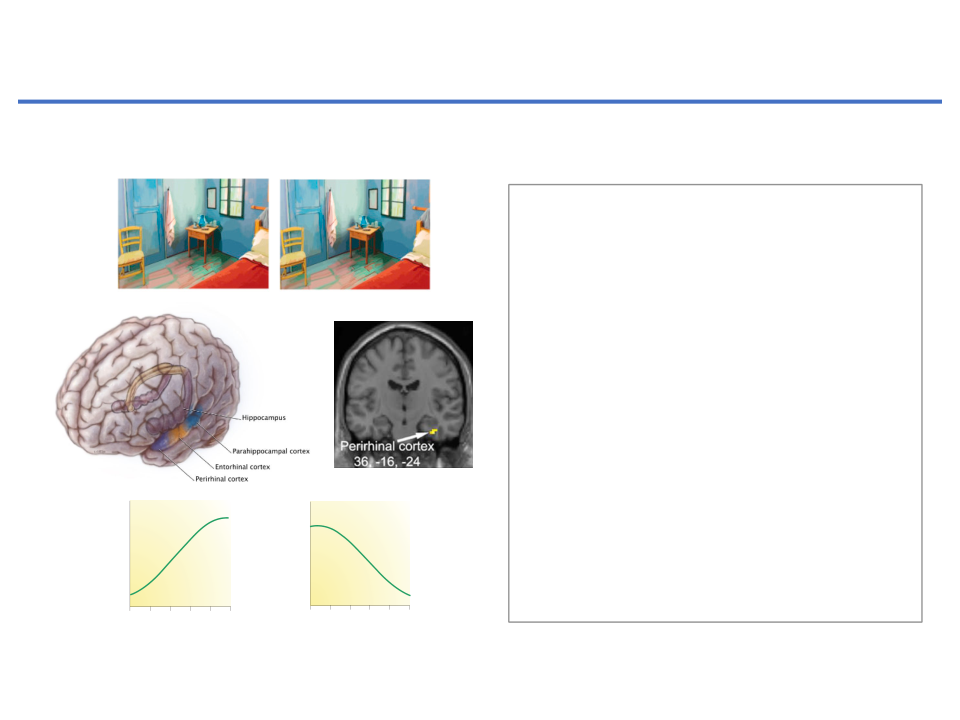 Hippocampus
Parahippocampal cortex
Entorhinal cortex
Perirhinal cortex
Perirhinal cortex
36, -16, -24